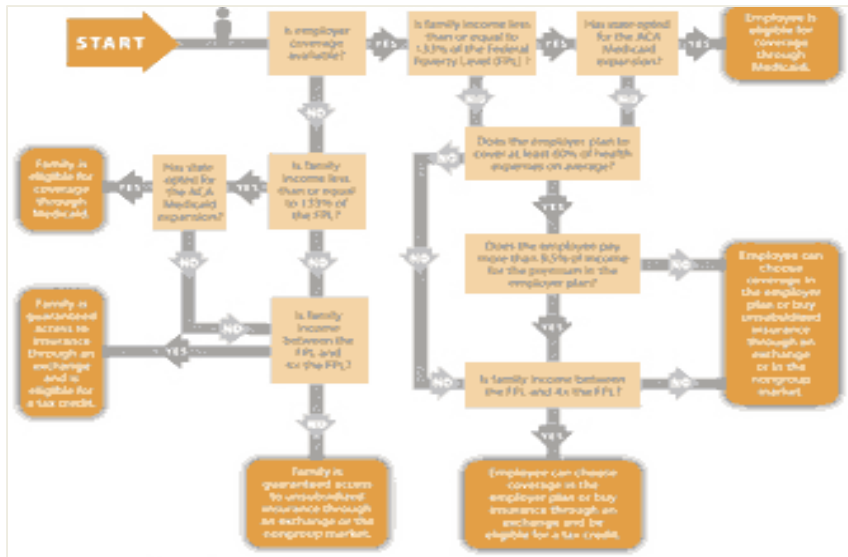 START
Is employer
coverage
available?
YES
Is family income less
than or equal to
133% of the Federal
Poverty Level (FPL) ?
YES
Has state opted
for the ACA
Medicaid
expansion?
YES
Employee is
eligible for
coverage
through
Medicaid.
NO
NO
NO
Does the employer plan to
cover at least 60% of health
expenses on average?
NO
Family is
eligible for
coverage
through
Medicaid.
YES
Has state
opted for
the ACA
Medicaid
expansion?
YES
Is family
income less
than or equal
to 133% of
the FPL?
YES
NO
NO
NO
Does the employee pay
more than 9.5% of income
for the premium in the
employer plan?
NO
Employee can
choose
coverage in
the employer
plan or buy
unsubsidized
insurance
through an
exchange
or in the
nongroup
market.
Family is
guaranteed
access to
insurance
through an
exchange
and is
eligible for
a tax credit.
YES
NO
Is family
income
between the
FPL and
4x the FPL?
YES
NO
Is family income between
the FPL and 4x the FPL?
NO
NO
YES
Family is
guaranteed access
to unsubsidized
insurance through
an exchange or the
nongroup market.
Employee can choose
coverage in the
employer plan or buy
insurance through an
exchange and be
eligible for a tax credit.